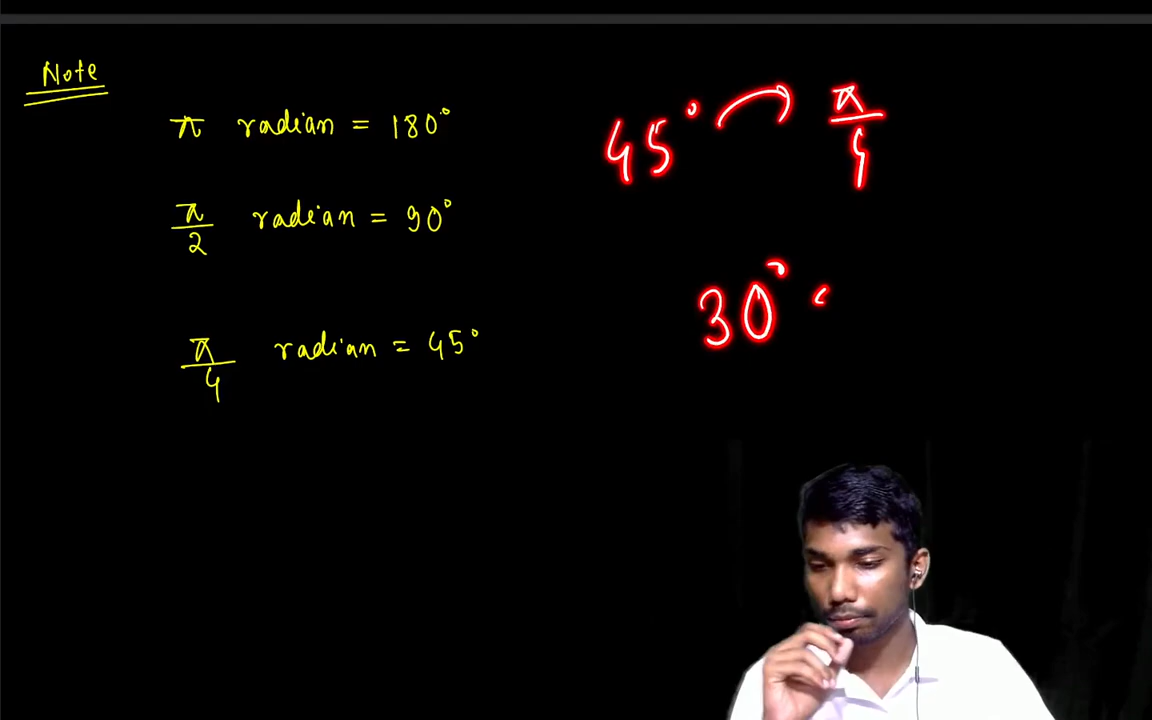 Note
π radian = 180°
π/2 radian = 90°
π/4 radian = 45°
45° → π/4
30°